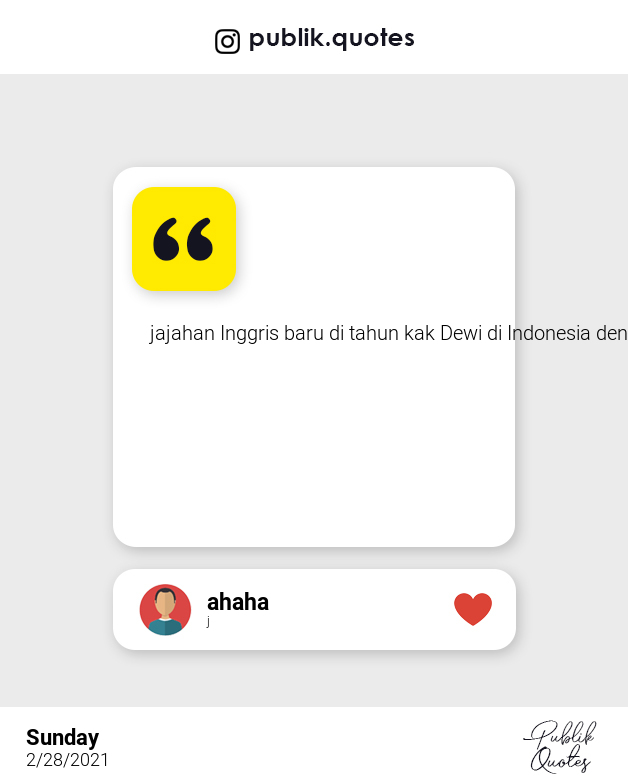 publik.quotes
“
jajahan Inggris baru di tahun kak Dewi di Indonesia den
ahaha
j
Sunday
2/28/2021
Publik
Quotes